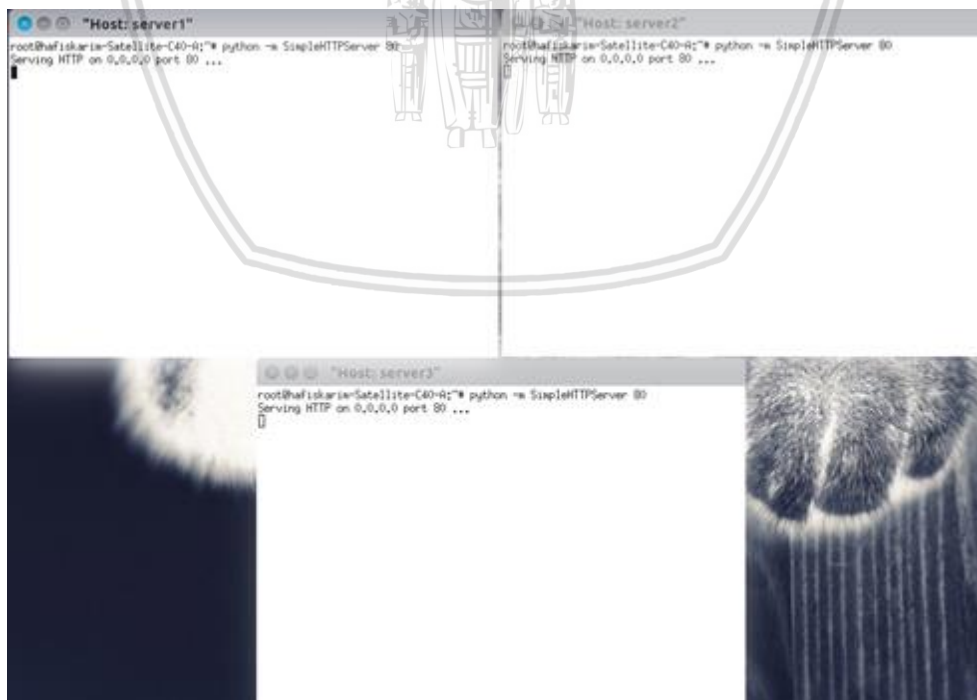 "Host: server1"
root@hafiskarim-Satellite-C40-A:~# python -m SimpleHTTPServer 80
Serving HTTP on 0.0.0.0 port 80 ...
"Host: server2"
root@hafiskarim-Satellite-C40-A:~# python -m SimpleHTTPServer 80
Serving HTTP on 0.0.0.0 port 80 ...
"Host: server3"
root@hafiskarim-Satellite-C40-A:~# python -m SimpleHTTPServer 80
Serving HTTP on 0.0.0.0 port 80 ...